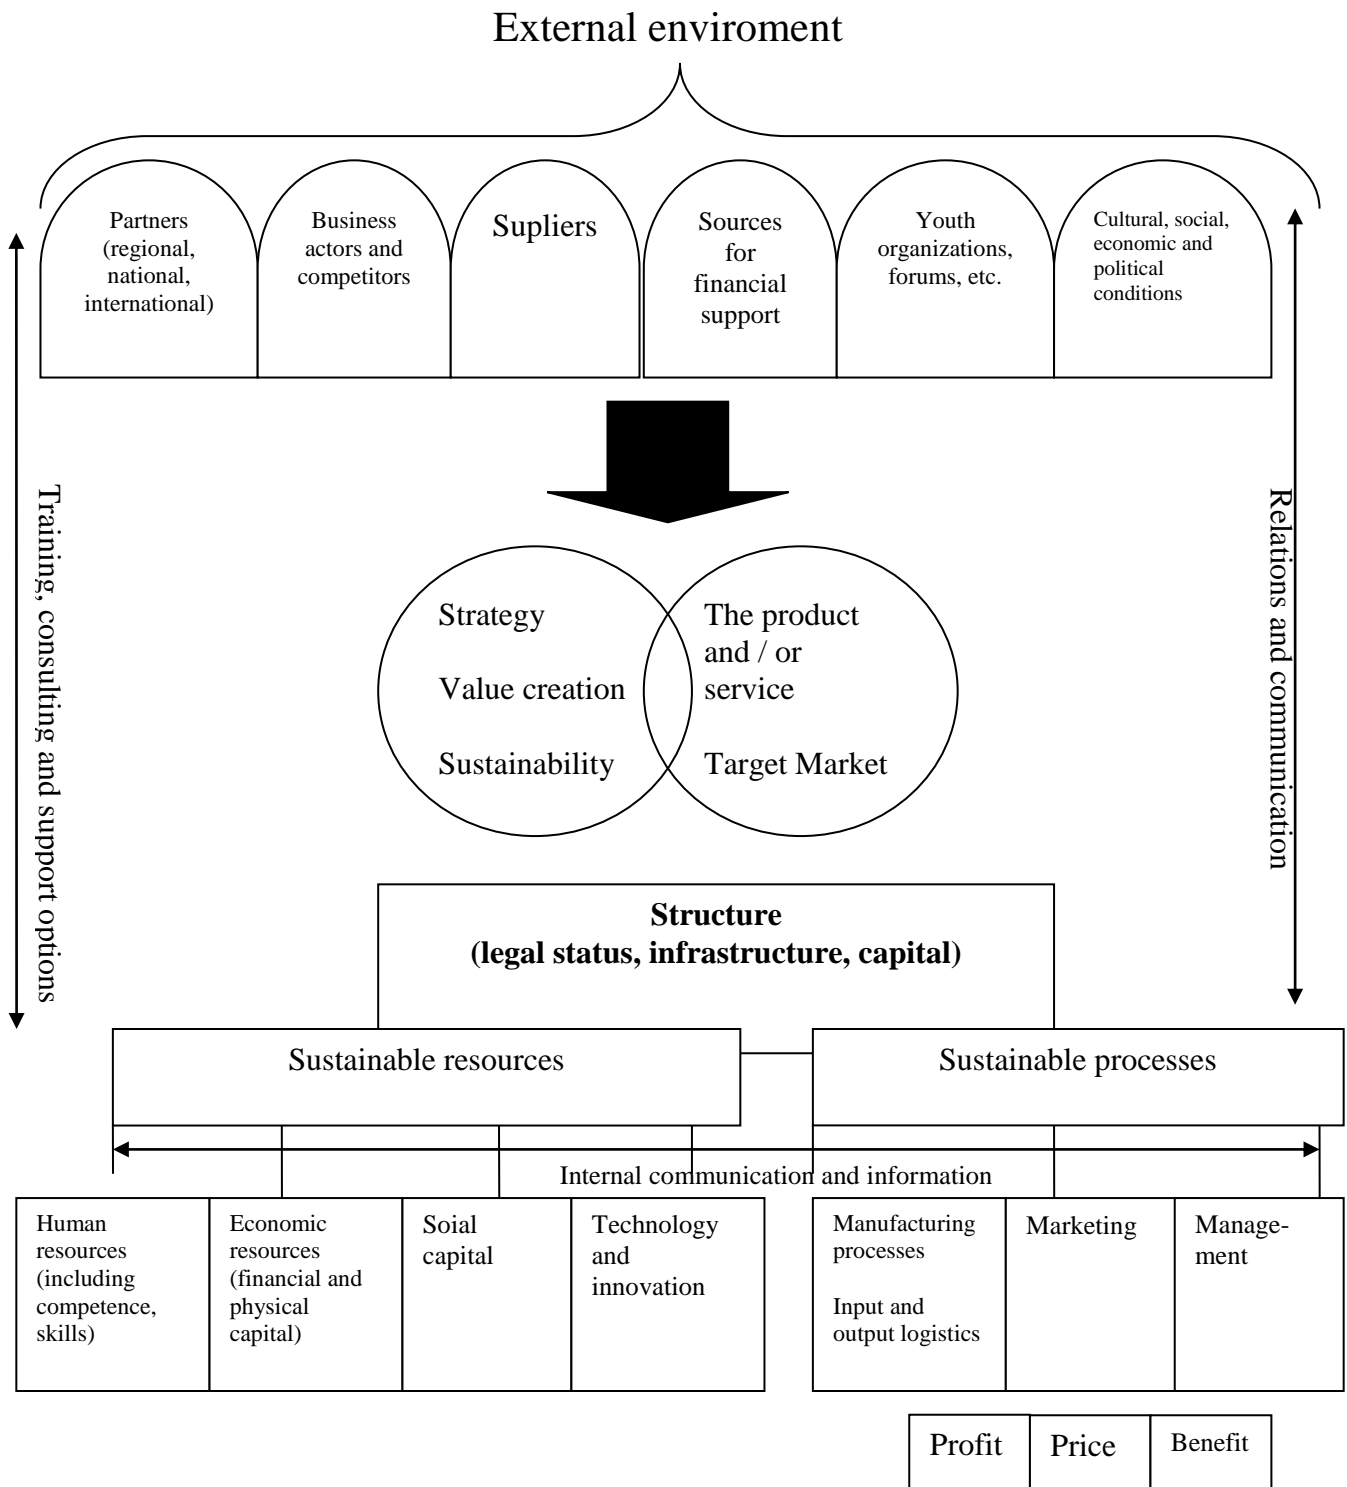 External enviroment
Partners
(regional,
national,
international)
Business
actors and
competitors
Supliers
Sources
for
financial
support
Youth
organizations,
forums, etc.
Cultural, social,
economic and
political
conditions
Training, consulting and support options
Relations and communication
Strategy
Value creation
Sustainability
The product
and / or
service
Target Market
Structure
(legal status, infrastructure, capital)
Sustainable resources
Sustainable processes
Internal communication and information
Human
resources
(including
competence,
skills)
Economic
resources
(financial and
physical
capital)
Soial
capital
Technology
and
innovation
Manufacturing
processes
Input and
output logistics
Marketing
Manage-
ment
Profit
Price
Benefit